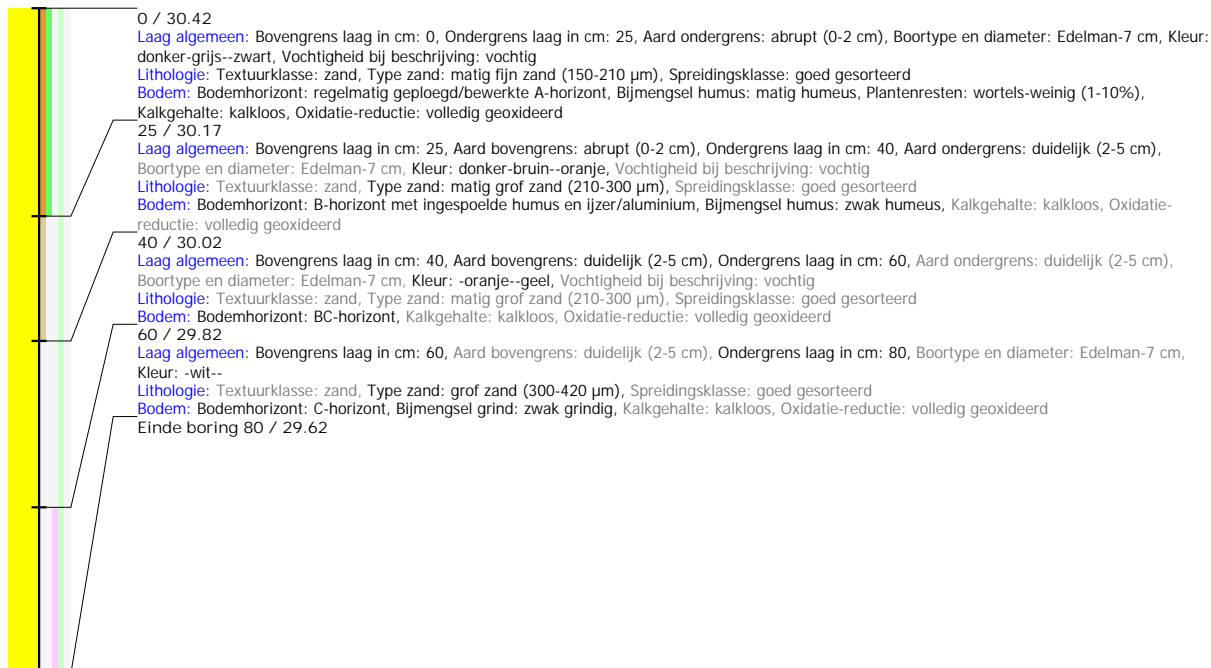 0 / 30.42
Laag algemeen: Bovengrens laag in cm: 0, Ondergrens laag in cm: 25, Aard ondergrens: abrupt (0-2 cm), Boortype en diameter: Edelman-7 cm, Kleur:
donker-grijs--zwart, Vochtigheid bij beschrijving: vochtig
Lithologie: Textuurklasse: zand, Type zand: matig fijn zand (150-210 µm), Spreidingsklasse: goed gesorteerd
Bodem: Bodemhorizont: regelmatig geploegd/bewerkte A-horizont, Bijmengsel humus: matig humeus, Plantenresten: wortels-weinig (1-10%),
Kalkgehalte: kalkloos, Oxidatie-reductie: volledig geoxideerd
25 / 30.17
Laag algemeen: Bovengrens laag in cm: 25, Aard bovengrens: abrupt (0-2 cm), Ondergrens laag in cm: 40, Aard ondergrens: duidelijk (2-5 cm),
Boortype en diameter: Edelman-7 cm, Kleur: donker-bruin--oranje, Vochtigheid bij beschrijving: vochtig
Lithologie: Textuurklasse: zand, Type zand: matig grof zand (210-300 µm), Spreidingsklasse: goed gesorteerd
Bodem: Bodemhorizont: B-horizont met ingespoelde humus en ijzer/aluminium, Bijmengsel humus: zwak humeus, Kalkgehalte: kalkloos, Oxidatie-
reductie: volledig geoxideerd
40 / 30.02
Laag algemeen: Bovengrens laag in cm: 40, Aard bovengrens: duidelijk (2-5 cm), Ondergrens laag in cm: 60, Aard ondergrens: duidelijk (2-5 cm),
Boortype en diameter: Edelman-7 cm, Kleur: -oranje--geel, Vochtigheid bij beschrijving: vochtig
Lithologie: Textuurklasse: zand, Type zand: matig grof zand (210-300 µm), Spreidingsklasse: goed gesorteerd
Bodem: Bodemhorizont: BC-horizont, Kalkgehalte: kalkloos, Oxidatie-reductie: volledig geoxideerd
60 / 29.82
Laag algemeen: Bovengrens laag in cm: 60, Aard bovengrens: duidelijk (2-5 cm), Ondergrens laag in cm: 80, Boortype en diameter: Edelman-7 cm,
Kleur: -wit--
Lithologie: Textuurklasse: zand, Type zand: grof zand (300-420 µm), Spreidingsklasse: goed gesorteerd
Bodem: Bodemhorizont: C-horizont, Bijmengsel grind: zwak grindig, Kalkgehalte: kalkloos, Oxidatie-reductie: volledig geoxideerd
Einde boring 80 / 29.62